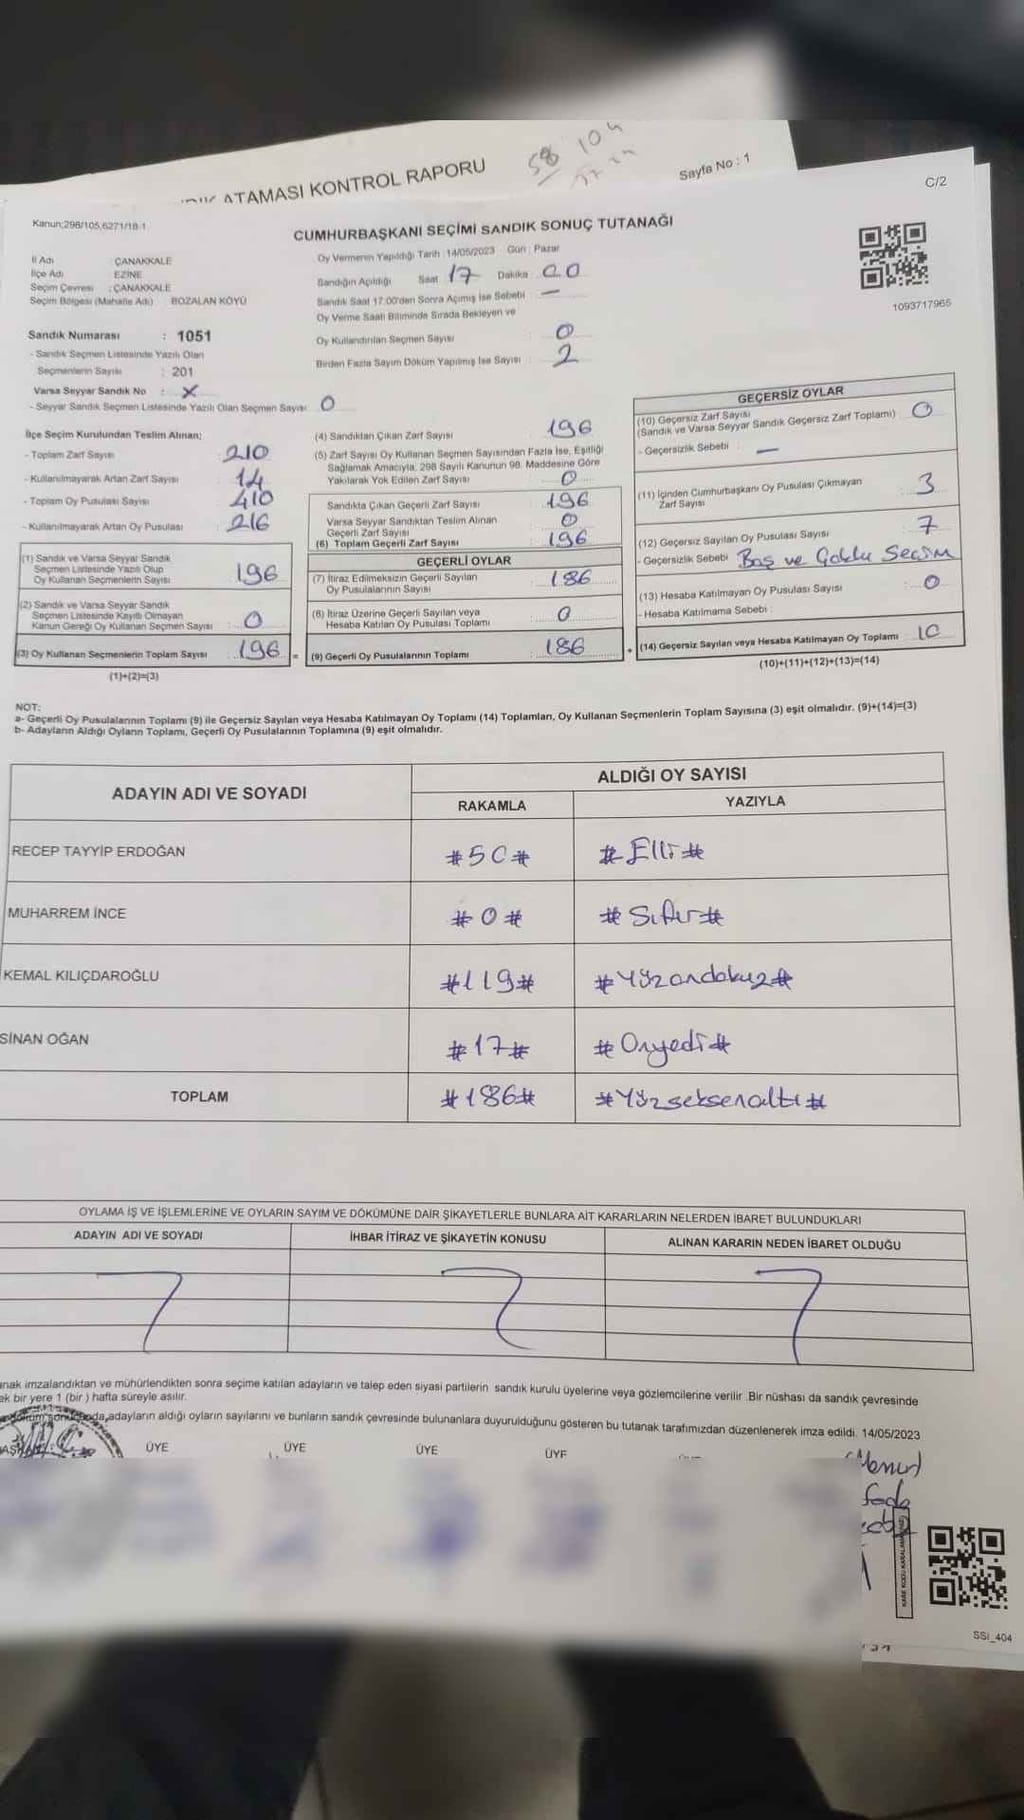 58 104
ATAMASI KONTROL RAPORU
Sayfa No : 1
C/2
Kanun;298/105,6271/18-1
CUMHURBAŞKANI SEÇİMİ SANDIK SONUÇ TUTANAĞI
1093717965
İl Adı ÇANAKKALE
İlçe Adı EZİNE
Seçim Çevresi : ÇANAKKALE
Seçim Bölgesi (Mahalle Adı) BOZALAN KÖYÜ
Sandık Numarası : 1051
- Sandık Seçmen Listesinde Yazılı Olan
Seçmenlerin Sayısı : 201
Varsa Seyyar Sandık No : X
- Seyyar Sandık Seçmen Listesinde Yazılı Olan Seçmen Sayısı 0
Oy Vermenin Yapıldığı Tarih : 14/05/2023 Gün : Pazar
Sandığın Açıldığı Saat 17 Dakika 00
Sandık Saat 17:00'den Sonra Açılmış İse Sebebi : —
Oy Verme Saati Bitiminde Sırada Bekleyen ve
Oy Kullandırılan Seçmen Sayısı : 0
Birden Fazla Sayım Döküm Yapılmış İse Sayısı : 2
İlçe Seçim Kurulundan Teslim Alınan;
- Toplam Zarf Sayısı : 210
- Kullanılmayarak Artan Zarf Sayısı : 14
- Toplam Oy Pusulası Sayısı : 410
- Kullanılmayarak Artan Oy Pusulası : 216
(1) Sandık ve Varsa Seyyar Sandık
Seçmen Listesinde Yazılı Olup
Oy Kullanan Seçmenlerin Sayısı : 196
(2) Sandık ve Varsa Seyyar Sandık
Seçmen Listesinde Kayıtlı Olmayan
Kanun Gereği Oy Kullanan Seçmen Sayısı : 0
(3) Oy Kullanan Seçmenlerin Toplam Sayısı : 196 =
(1)+(2)=(3)
(4) Sandıktan Çıkan Zarf Sayısı : 196
(5) Zarf Sayısı Oy Kullanan Seçmen Sayısından Fazla İse, Eşitliği
Sağlamak Amacıyla, 298 Sayılı Kanunun 98. Maddesine Göre
Yakılarak Yok Edilen Zarf Sayısı : 0
Sandıkta Çıkan Geçerli Zarf Sayısı : 196
Varsa Seyyar Sandıktan Teslim Alınan
Geçerli Zarf Sayısı : 0
(6) Toplam Geçerli Zarf Sayısı : 196
GEÇERLİ OYLAR
(7) İtiraz Edilmeksizin Geçerli Sayılan
Oy Pusulalarının Sayısı : 186
(8) İtiraz Üzerine Geçerli Sayılan veya
Hesaba Katılan Oy Pusulası Toplamı : 0
(9) Geçerli Oy Pusulalarının Toplamı : 186 +
GEÇERSİZ OYLAR
(10) Geçersiz Zarf Sayısı
(Sandık ve Varsa Seyyar Sandık Geçersiz Zarf Toplamı) : 0
- Geçersizlik Sebebi : —
(11) İçinden Cumhurbaşkanı Oy Pusulası Çıkmayan
Zarf Sayısı : 3
(12) Geçersiz Sayılan Oy Pusulası Sayısı : 7
- Geçersizlik Sebebi Boş ve Çoklu Seçim
(13) Hesaba Katılmayan Oy Pusulası Sayısı : 0
- Hesaba Katılmama Sebebi :
(14) Geçersiz Sayılan veya Hesaba Katılmayan Oy Toplamı : 10
(10)+(11)+(12)+(13)=(14)
NOT:
a- Geçerli Oy Pusulalarının Toplamı (9) ile Geçersiz Sayılan veya Hesaba Katılmayan Oy Toplamı (14) Toplamları, Oy Kullanan Seçmenlerin Toplam Sayısına (3) eşit olmalıdır. (9)+(14)=(3)
b- Adayların Aldığı Oyların Toplamı, Geçerli Oy Pusulalarının Toplamına (9) eşit olmalıdır.
ADAYIN ADI VE SOYADI
ALDIĞI OY SAYISI
RAKAMLA YAZIYLA
RECEP TAYYİP ERDOĞAN #50# #Elli#
MUHARREM İNCE #0# #Sıfır#
KEMAL KILIÇDAROĞLU #119# #Yüzondokuz#
SİNAN OĞAN #17# #Onyedi#
TOPLAM #186# #Yüzseksenaltı#
OYLAMA İŞ VE İŞLEMLERİNE VE OYLARIN SAYIM VE DÖKÜMÜNE DAİR ŞİKAYETLERLE BUNLARA AİT KARARLARIN NELERDEN İBARET BULUNDUKLARI
ADAYIN ADI VE SOYADI İHBAR İTİRAZ VE ŞİKAYETİN KONUSU ALINAN KARARIN NEDEN İBARET OLDUĞU
anak imzalandıktan ve mühürlendikten sonra seçime katılan adayların ve talep eden siyasi partilerin sandık kurulu üyelerine veya gözlemcilerine verilir. Bir nüshası da sandık çevresinde
ek bir yere 1 (bir ) hafta süreyle asılır.
adayların aldığı oyların sayılarını ve bunların sandık çevresinde bulunanlara duyurulduğunu gösteren bu tutanak tarafımızdan düzenlenerek imza edildi. 14/05/2023
ÜYE ÜYE ÜYE ÜYE
SSİ_404